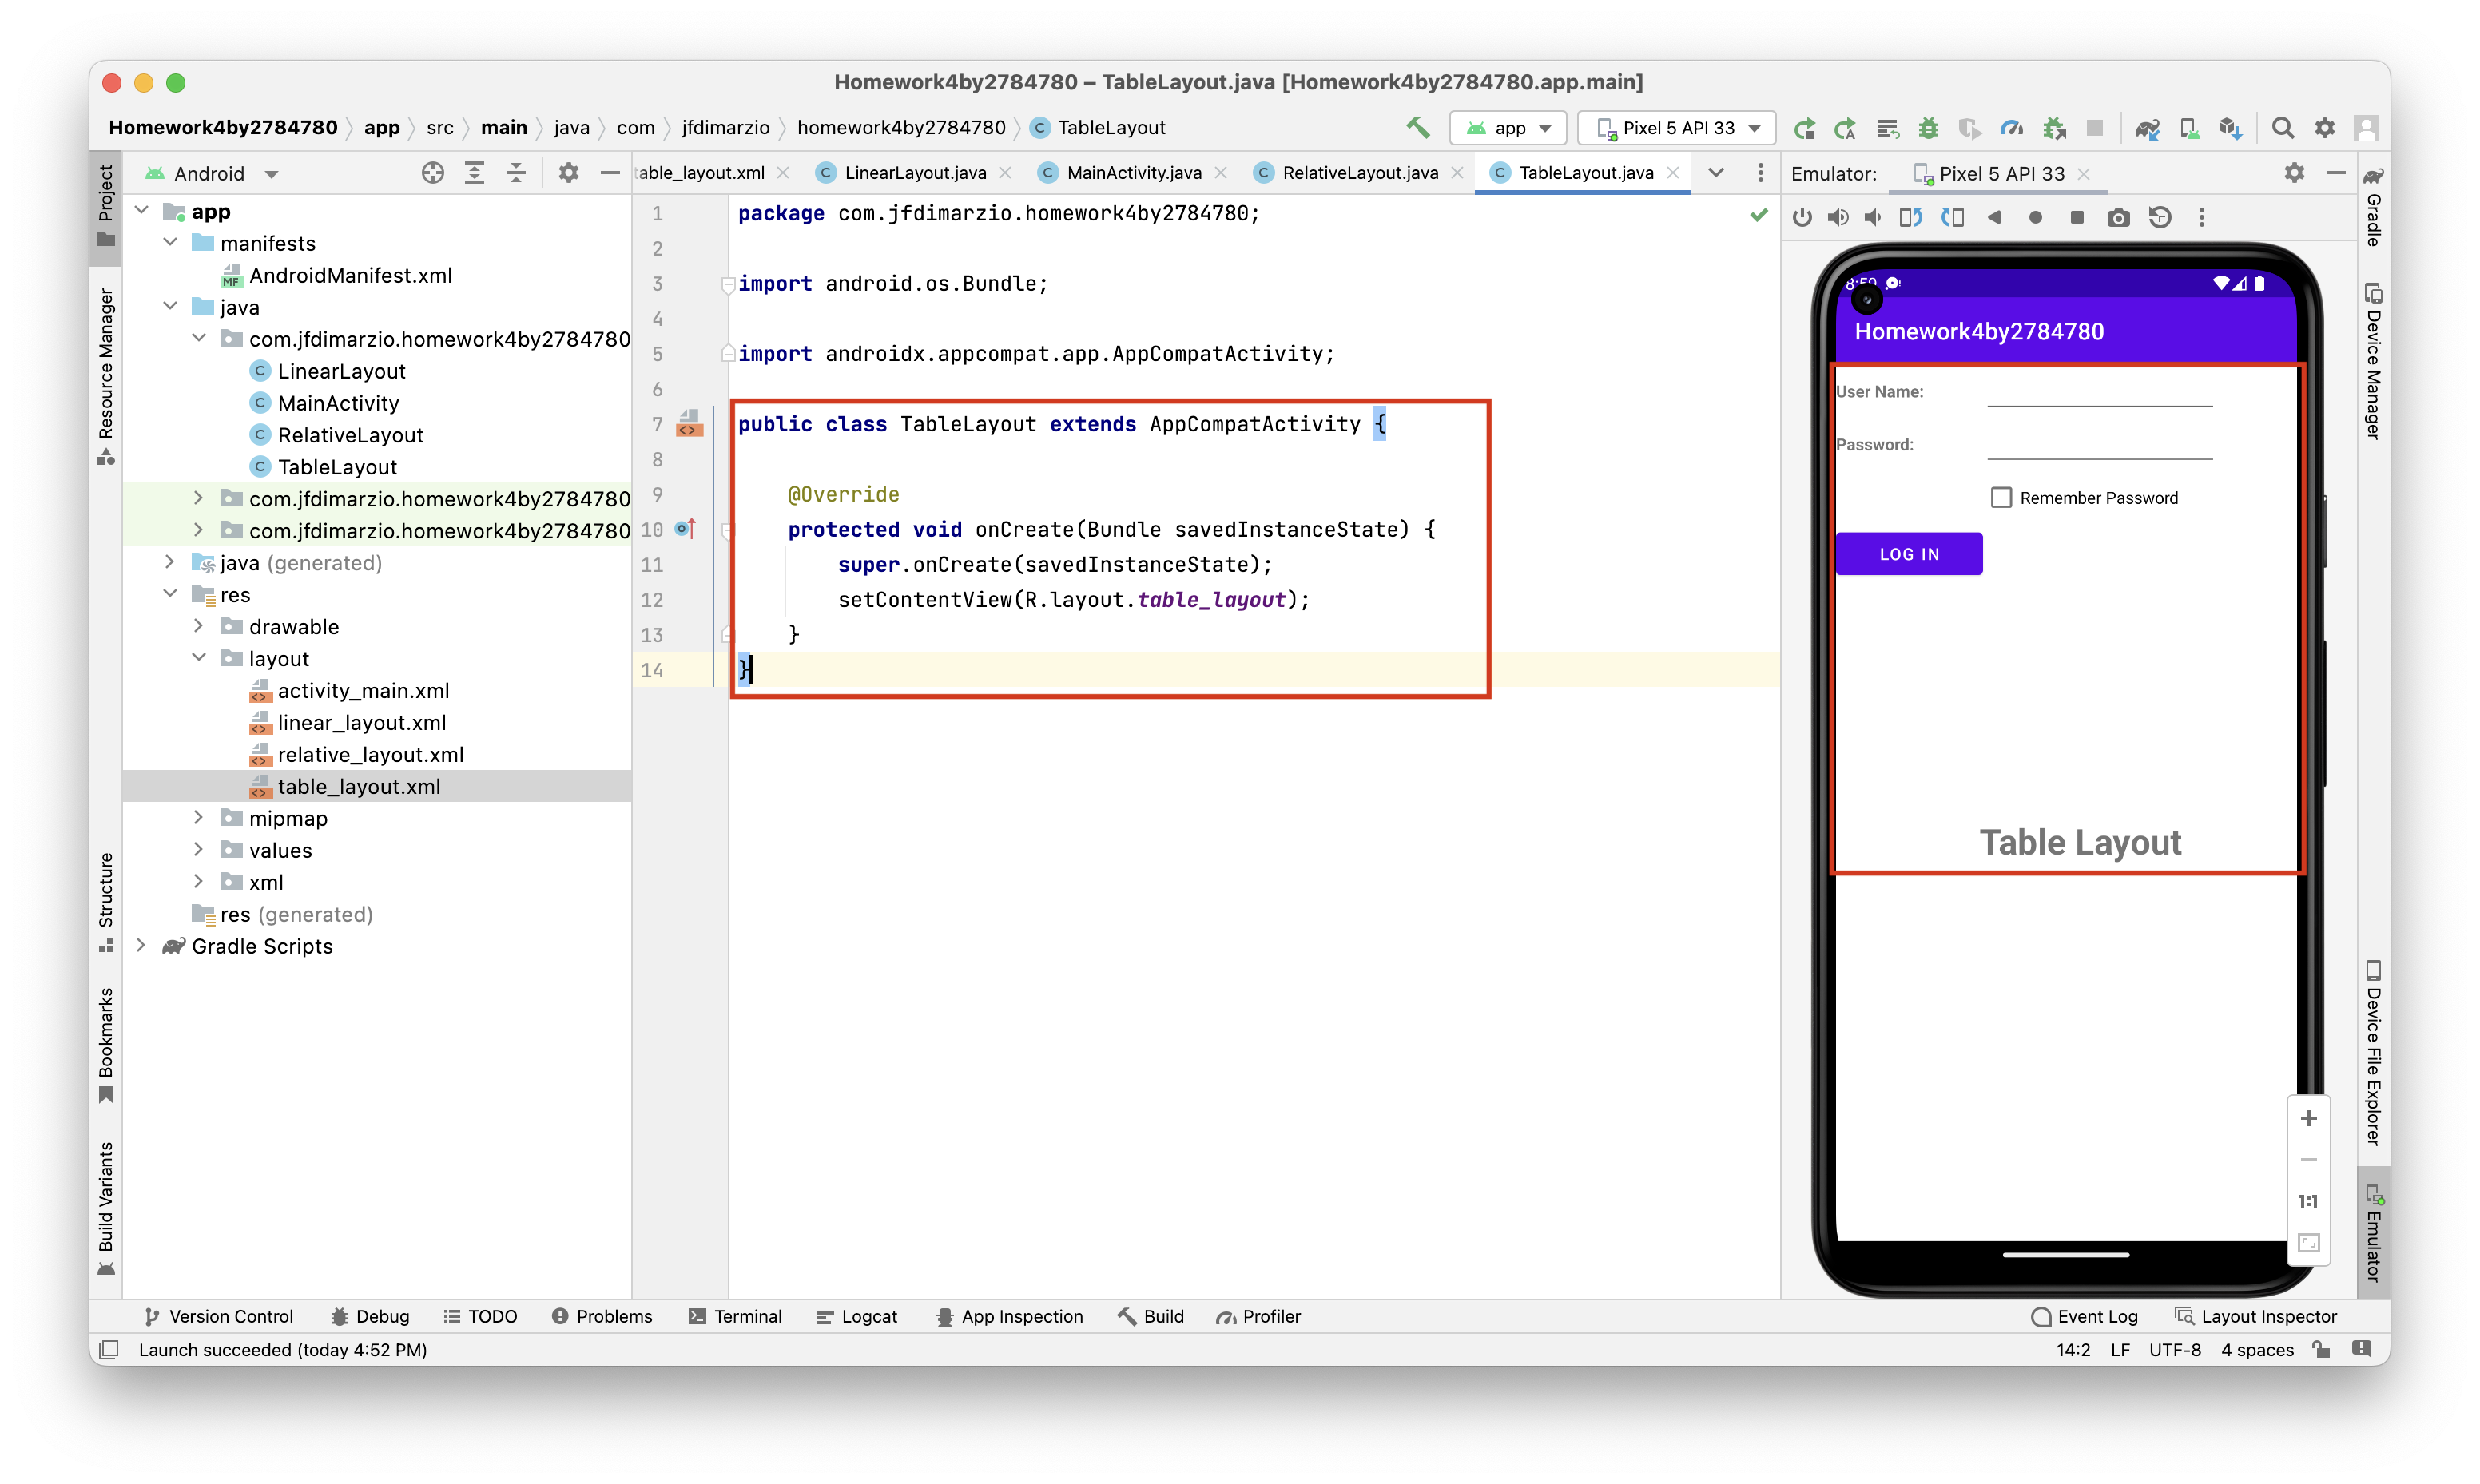 Homework4by2784780 – TableLayout.java [Homework4by2784780.app.main]
Homework4by2784780 app src main java com jfdimarzio homework4by2784780 TableLayout
app Pixel 5 API 33
Android
table_layout.xml LinearLayout.java MainActivity.java RelativeLayout.java TableLayout.java
Emulator: Pixel 5 API 33
Project
Resource Manager
Structure
Bookmarks
Build Variants
app
manifests
AndroidManifest.xml
java
com.jfdimarzio.homework4by2784780
LinearLayout
MainActivity
RelativeLayout
TableLayout
com.jfdimarzio.homework4by2784780
com.jfdimarzio.homework4by2784780
java (generated)
res
drawable
layout
activity_main.xml
linear_layout.xml
relative_layout.xml
table_layout.xml
mipmap
values
xml
res (generated)
Gradle Scripts
1 package com.jfdimarzio.homework4by2784780;
2
3 import android.os.Bundle;
4
5 import androidx.appcompat.app.AppCompatActivity;
6
7 public class TableLayout extends AppCompatActivity {
8
9 @Override
10 protected void onCreate(Bundle savedInstanceState) {
11 super.onCreate(savedInstanceState);
12 setContentView(R.layout.table_layout);
13 }
14 }
Homework4by2784780
User Name:
Password:
Remember Password
LOG IN
Table Layout
1:1
Gradle
Device Manager
Device File Explorer
Emulator
Version Control Debug TODO Problems Terminal Logcat App Inspection Build Profiler Event Log Layout Inspector
Launch succeeded (today 4:52 PM) 14:2 LF UTF-8 4 spaces